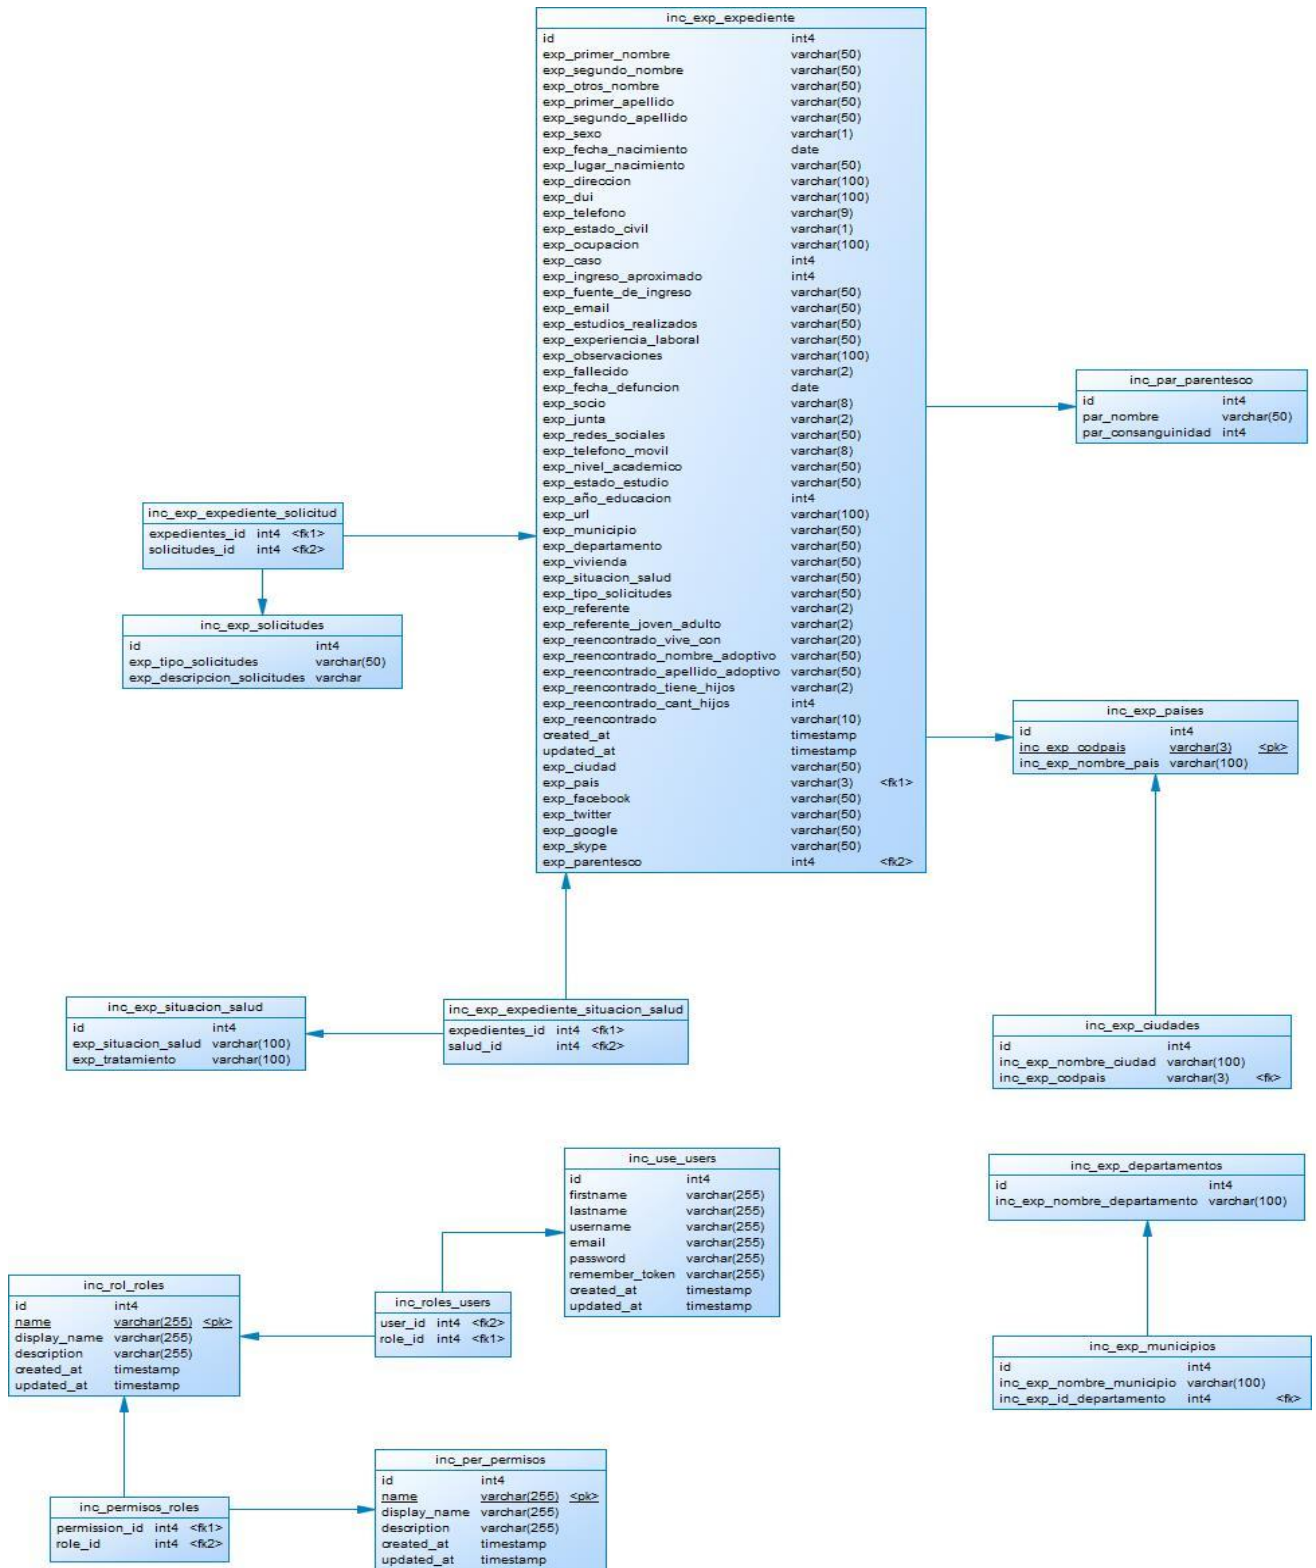 inc_exp_expediente
id int4
exp_primer_nombre varchar(50)
exp_segundo_nombre varchar(50)
exp_otros_nombre varchar(50)
exp_primer_apellido varchar(50)
exp_segundo_apellido varchar(50)
exp_sexo varchar(1)
exp_fecha_nacimiento date
exp_lugar_nacimiento varchar(50)
exp_direccion varchar(100)
exp_dui varchar(100)
exp_telefono varchar(9)
exp_estado_civil varchar(1)
exp_ocupacion varchar(100)
exp_caso int4
exp_ingreso_aproximado int4
exp_fuente_de_ingreso varchar(50)
exp_email varchar(50)
exp_estudios_realizados varchar(50)
exp_experiencia_laboral varchar(50)
exp_observaciones varchar(100)
exp_fallecido varchar(2)
exp_fecha_defuncion date
exp_socio varchar(8)
exp_junta varchar(2)
exp_redes_sociales varchar(50)
exp_telefono_movil varchar(8)
exp_nivel_academico varchar(50)
exp_estado_estudio varchar(50)
exp_año_educacion int4
exp_url varchar(100)
exp_municipio varchar(50)
exp_departamento varchar(50)
exp_vivienda varchar(50)
exp_situacion_salud varchar(50)
exp_tipo_solicitudes varchar(50)
exp_referente varchar(2)
exp_referente_joven_adulto varchar(2)
exp_reencontrado_vive_con varchar(20)
exp_reencontrado_nombre_adoptivo varchar(50)
exp_reencontrado_apellido_adoptivo varchar(50)
exp_reencontrado_tiene_hijos varchar(2)
exp_reencontrado_cant_hijos int4
exp_reencontrado varchar(10)
created_at timestamp
updated_at timestamp
exp_ciudad varchar(50)
exp_pais varchar(3) <fk1>
exp_facebook varchar(50)
exp_twitter varchar(50)
exp_google varchar(50)
exp_skype varchar(50)
exp_parentesco int4 <fk2>
inc_par_parentesco
id int4
par_nombre varchar(50)
par_consanguinidad int4
inc_exp_expediente_solicitud
expedientes_id int4 <fk1>
solicitudes_id int4 <fk2>
inc_exp_solicitudes
id int4
exp_tipo_solicitudes varchar(50)
exp_descripcion_solicitudes varchar
inc_exp_paises
id int4
inc_exp_codpais varchar(3) <pk>
inc_exp_nombre_pais varchar(100)
inc_exp_situacion_salud
id int4
exp_situacion_salud varchar(100)
exp_tratamiento varchar(100)
inc_exp_expediente_situacion_salud
expedientes_id int4 <fk1>
salud_id int4 <fk2>
inc_exp_ciudades
id int4
inc_exp_nombre_ciudad varchar(100)
inc_exp_codpais varchar(3) <fk>
inc_use_users
id int4
firstname varchar(255)
lastname varchar(255)
username varchar(255)
email varchar(255)
password varchar(255)
remember_token varchar(255)
created_at timestamp
updated_at timestamp
inc_exp_departamentos
id int4
inc_exp_nombre_departamento varchar(100)
inc_rol_roles
id int4
name varchar(255) <pk>
display_name varchar(255)
description varchar(255)
created_at timestamp
updated_at timestamp
inc_roles_users
user_id int4 <fk2>
role_id int4 <fk1>
inc_exp_municipios
id int4
inc_exp_nombre_municipio varchar(100)
inc_exp_id_departamento int4 <fk>
inc_per_permisos
id int4
name varchar(255) <pk>
display_name varchar(255)
description varchar(255)
created_at timestamp
updated_at timestamp
inc_permisos_roles
permission_id int4 <fk1>
role_id int4 <fk2>